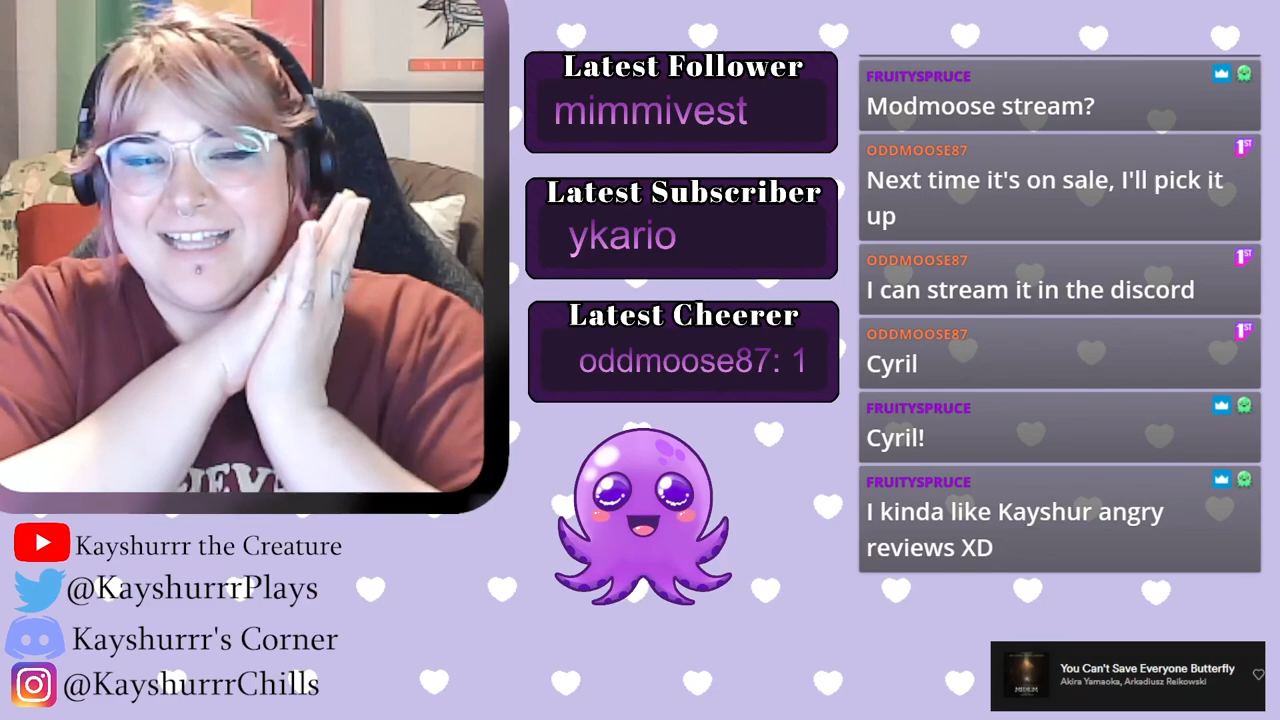 Latest Follower
mimmivest
Latest Subscriber
ykario
Latest Cheerer
oddmoose87: 1
FRUITYSPRUCE
Modmoose stream?
ODDMOOSE87
1ST
Next time it's on sale, I'll pick it
up
ODDMOOSE87
1ST
I can stream it in the discord
ODDMOOSE87
1ST
Cyril
FRUITYSPRUCE
Cyril!
FRUITYSPRUCE
I kinda like Kayshur angry
reviews XD
Kayshurrr the Creature
@KayshurrrPlays
Kayshurrr's Corner
@KayshurrrChills
You Can't Save Everyone Butterfly
Akira Yamaoka, Arkadiusz Reikowski